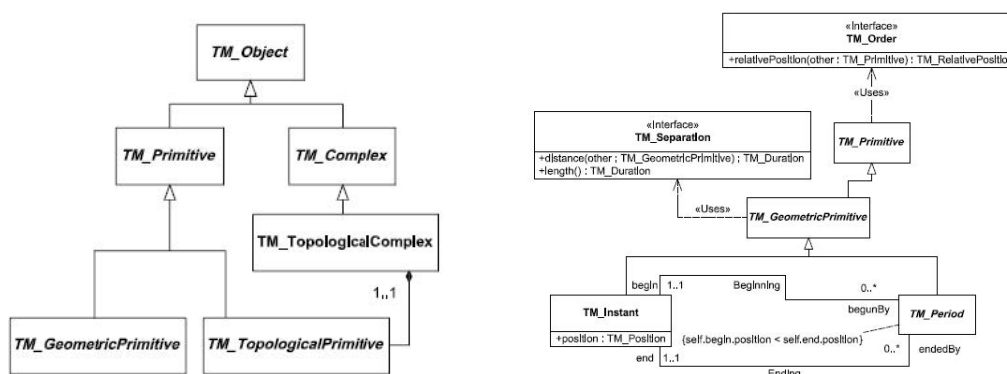 TM_Object
TM_Primitive
TM_Complex
TM_TopologicalComplex
1..1
TM_GeometricPrimitive
TM_TopologicalPrimitive
«Interface»
TM_Order
+relativePosition(other : TM_Primitive) : TM_RelativePosition
«Uses»
«Interface»
TM_Separation
+distance(other : TM_GeometricPrimitive) : TM_Duration
+length() : TM_Duration
TM_Primitive
«Uses»
TM_GeometricPrimitive
begin
1..1
Beginning
0..*
begunBy
TM_Instant
+position : TM_Position
TM_Period
{self.begin.position < self.end.position}
end
1..1
0..*
endedBy
Ending